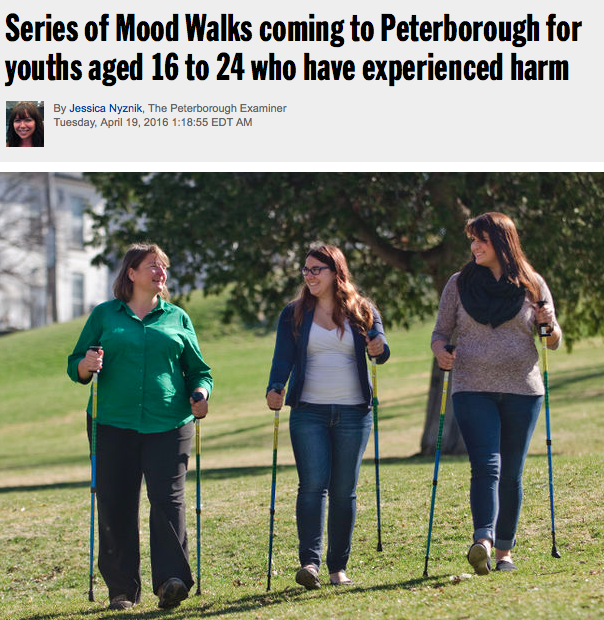 Series of Mood Walks coming to Peterborough for
youths aged 16 to 24 who have experienced harm
By Jessica Nyznik, The Peterborough Examiner
Tuesday, April 19, 2016 1:18:55 EDT AM